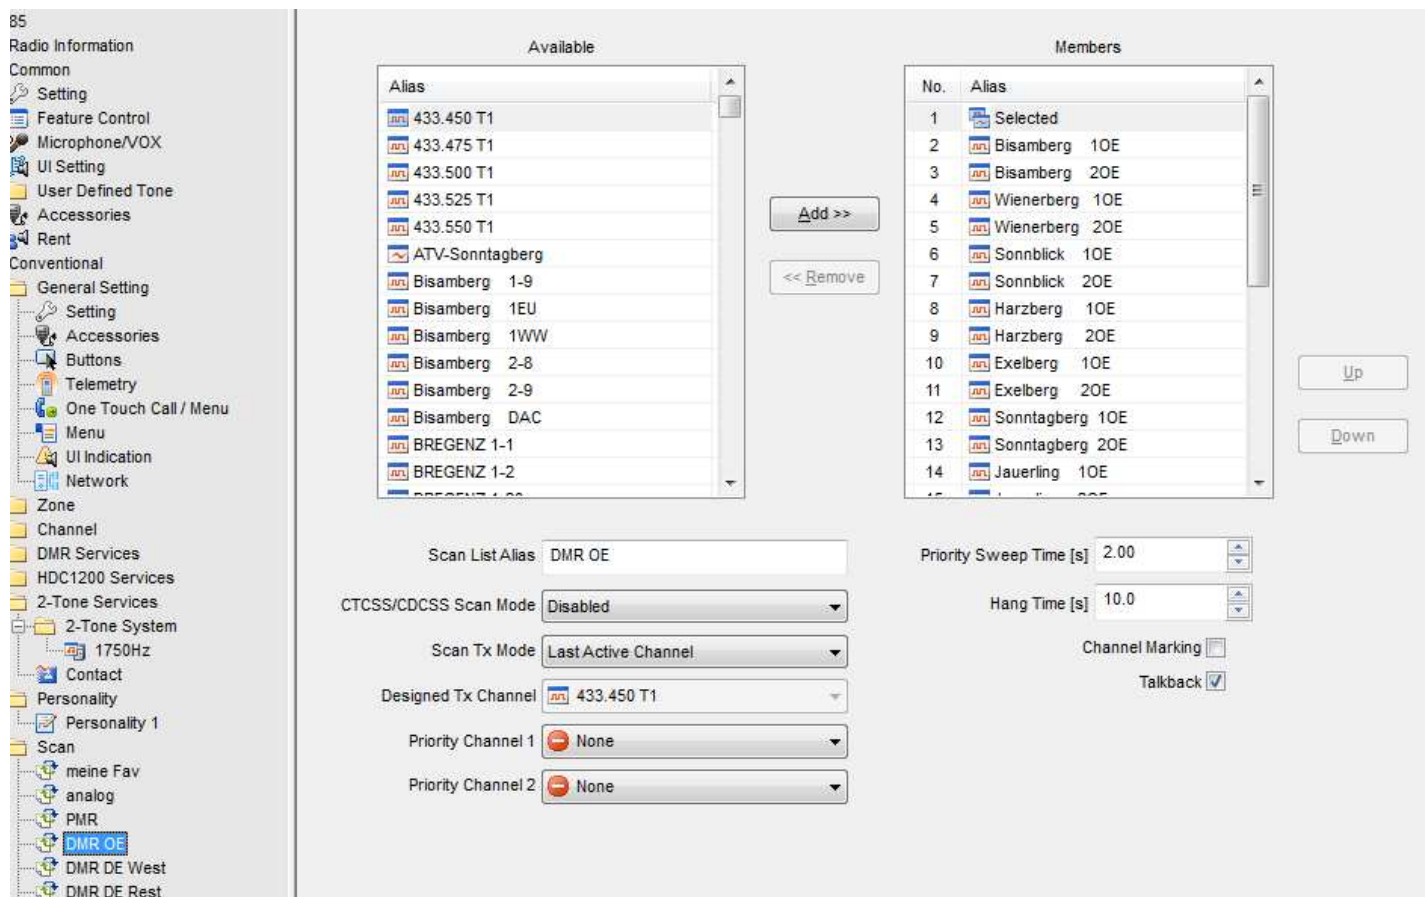 85
Radio Information
Common
Setting
Feature Control
Microphone/VOX
UI Setting
User Defined Tone
Accessories
Rent
Conventional
General Setting
Setting
Accessories
Buttons
Telemetry
One Touch Call / Menu
Menu
UI Indication
Network
Zone
Channel
DMR Services
HDC1200 Services
2-Tone Services
2-Tone System
1750Hz
Contact
Personality
Personality 1
Scan
meine Fav
analog
PMR
DMR OE
DMR DE West
DMR DE Rest
Available
Alias
433.450 T1
433.475 T1
433.500 T1
433.525 T1
433.550 T1
ATV-Sonntagberg
Bisamberg 1-9
Bisamberg 1EU
Bisamberg 1WW
Bisamberg 2-8
Bisamberg 2-9
Bisamberg DAC
BREGENZ 1-1
BREGENZ 1-2
Add >>
<< Remove
Members
No. Alias
1 Selected
2 Bisamberg 1OE
3 Bisamberg 2OE
4 Wienerberg 1OE
5 Wienerberg 2OE
6 Sonnblick 1OE
7 Sonnblick 2OE
8 Harzberg 1OE
9 Harzberg 2OE
10 Exelberg 1OE
11 Exelberg 2OE
12 Sonntagberg 1OE
13 Sonntagberg 2OE
14 Jauerling 1OE
Up
Down
Scan List Alias DMR OE
CTCSS/CDCSS Scan Mode Disabled
Scan Tx Mode Last Active Channel
Designed Tx Channel 433.450 T1
Priority Channel 1 None
Priority Channel 2 None
Priority Sweep Time [s] 2.00
Hang Time [s] 10.0
Channel Marking
Talkback